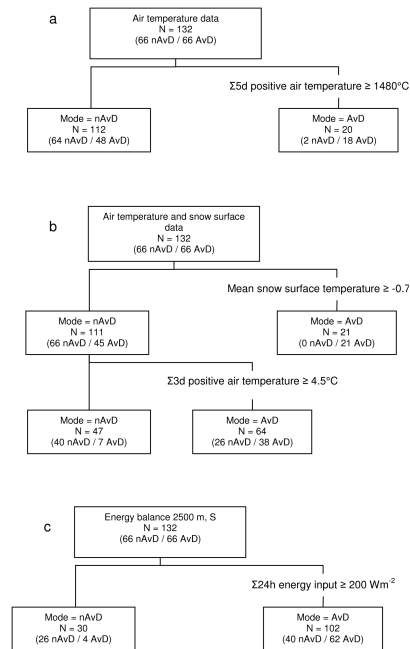 a
Air temperature data
N = 132
(66 nAvD / 66 AvD)
Σ5d positive air temperature ≥ 1480°C
Mode = nAvD
N = 112
(64 nAvD / 48 AvD)
Mode = AvD
N = 20
(2 nAvD / 18 AvD)
b
Air temperature and snow surface
data
N = 132
(66 nAvD / 66 AvD)
Mean snow surface temperature ≥ -0.7
Mode = nAvD
N = 111
(66 nAvD / 45 AvD)
Mode = AvD
N = 21
(0 nAvD / 21 AvD)
Σ3d positive air temperature ≥ 4.5°C
Mode = nAvD
N = 47
(40 nAvD / 7 AvD)
Mode = AvD
N = 64
(26 nAvD / 38 AvD)
c
Energy balance 2500 m, S
N = 132
(66 nAvD / 66 AvD)
Σ24h energy input ≥ 200 Wm⁻²
Mode = nAvD
N = 30
(26 nAvD / 4 AvD)
Mode = AvD
N = 102
(40 nAvD / 62 AvD)